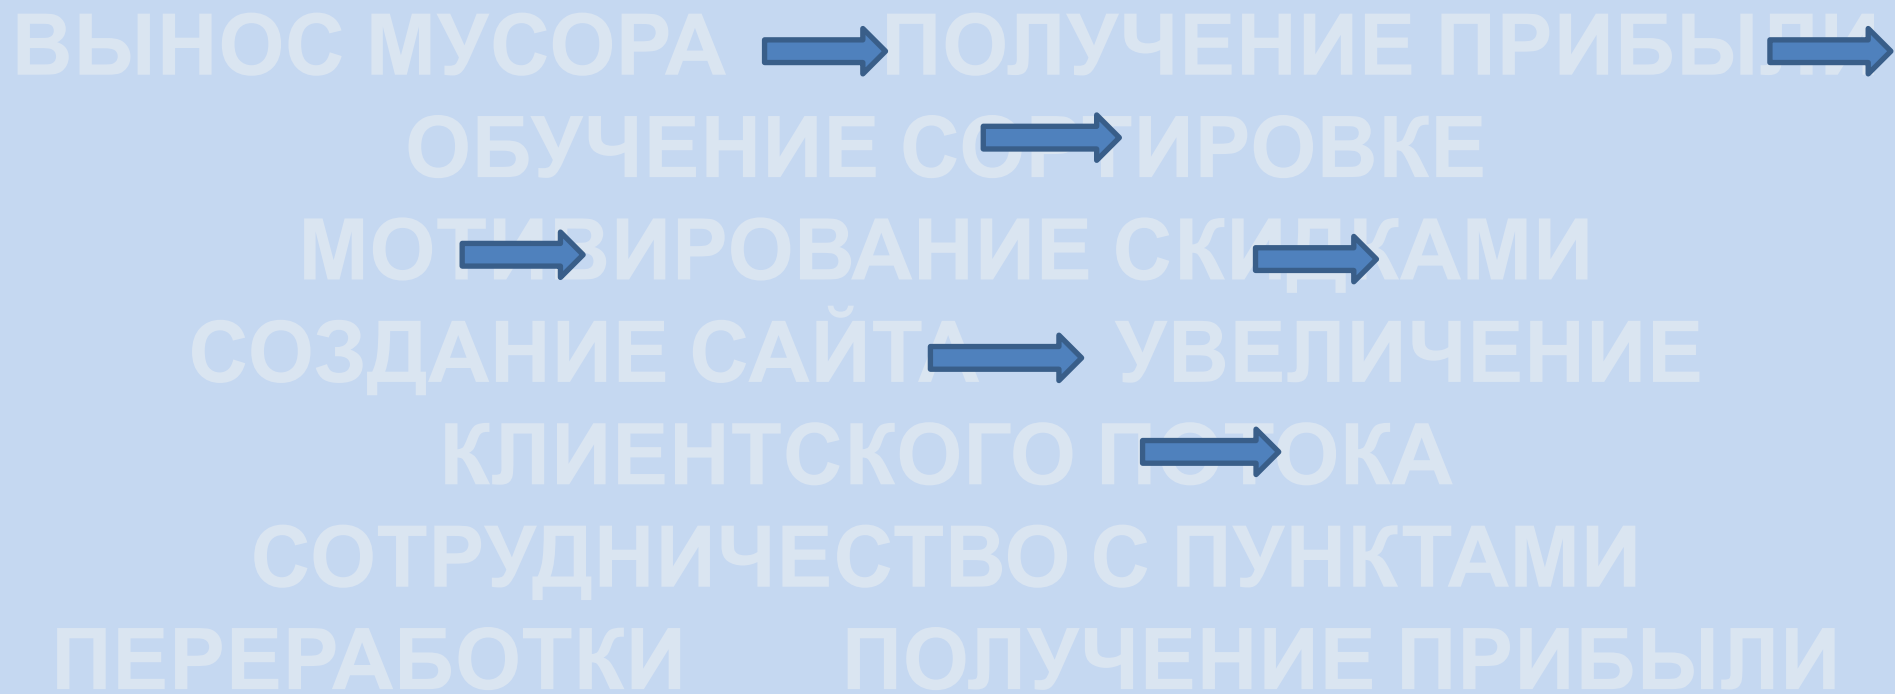 ВЫНОС МУСОРА ПОЛУЧЕНИЕ ПРИБЫЛИ
ОБУЧЕНИЕ СОРТИРОВКЕ
МОТИВИРОВАНИЕ СКИДКАМИ
СОЗДАНИЕ САЙТА УВЕЛИЧЕНИЕ
КЛИЕНТСКОГО ПОТОКА
СОТРУДНИЧЕСТВО С ПУНКТАМИ
ПЕРЕРАБОТКИ ПОЛУЧЕНИЕ ПРИБЫЛИ